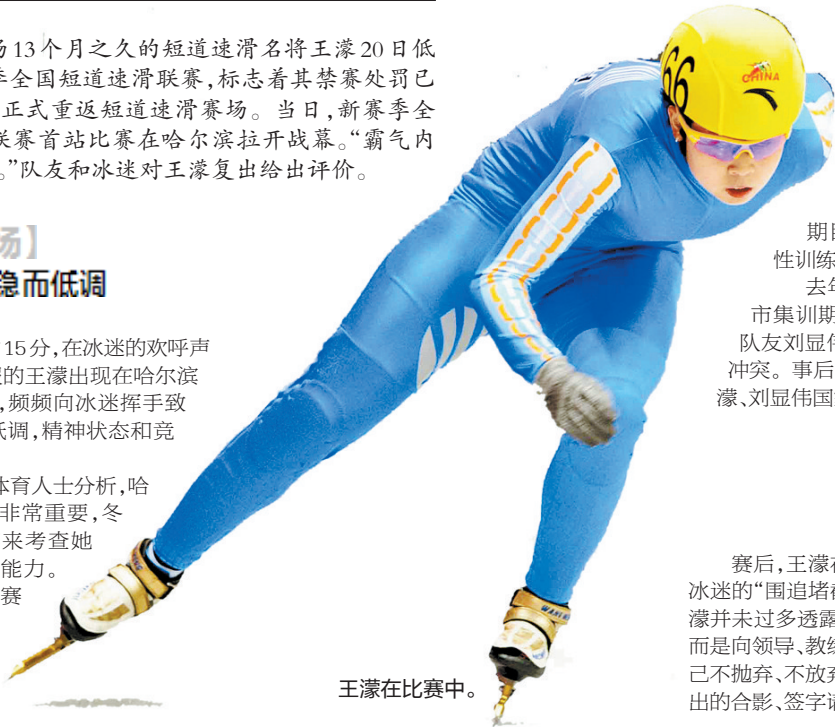 场13个月之久的短道速滑名将王濛20日低
季全国短道速滑联赛,标志着其禁赛处罚已
正式重返短道速滑赛场。当日,新赛季全
联赛首站比赛在哈尔滨拉开战幕。“霸气内
。”队友和冰迷对王濛复出给出评价。
场】
稳而低调
15分,在冰迷的欢呼声
的王濛出现在哈尔滨
,频频向冰迷挥手致
低调,精神状态和竞
体育人士分析,哈
非常重要,冬
来考查她
能力。
赛
66
CHINA
期
性训练
去年
市集训期
队友刘显伟
冲突。事后
濛、刘显伟国
赛后,王濛在
冰迷的“围追堵截
濛并未过多透露
而是向领导、教练
己不抛弃、不放弃
出的合影、签字请
王濛在比赛中。